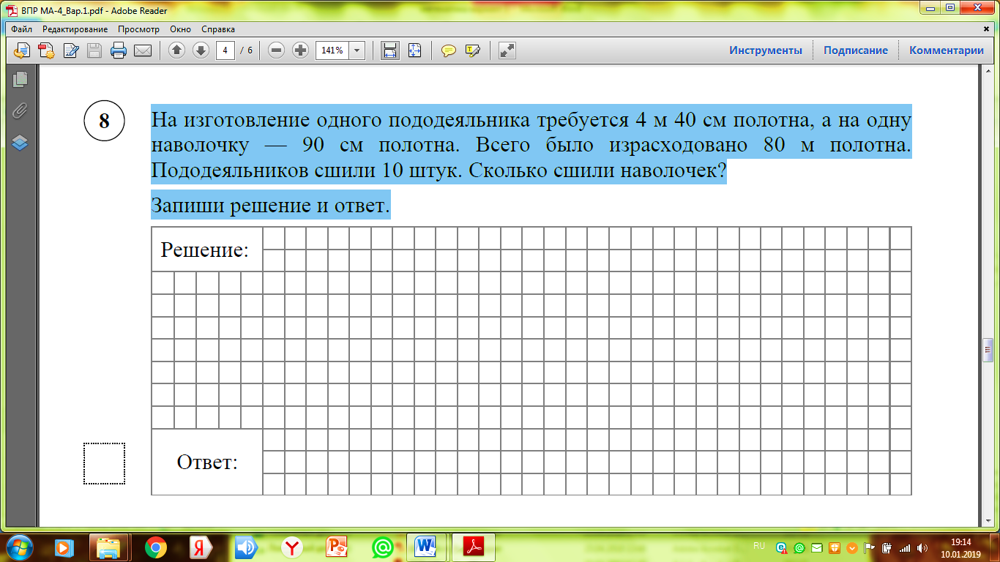 ВПР МА-4_Вар.1.pdf - Adobe Reader
Файл Редактирование Просмотр Окно Справка
4 / 6 141% Инструменты Подписание Комментарии
8
На изготовление одного пододеяльника требуется 4 м 40 см полотна, а на одну
наволочку — 90 см полотна. Всего было израсходовано 80 м полотна.
Пододеяльников сшили 10 штук. Сколько сшили наволочек?
Запиши решение и ответ.
Решение:
Ответ:
RU
19:14
10.01.2019